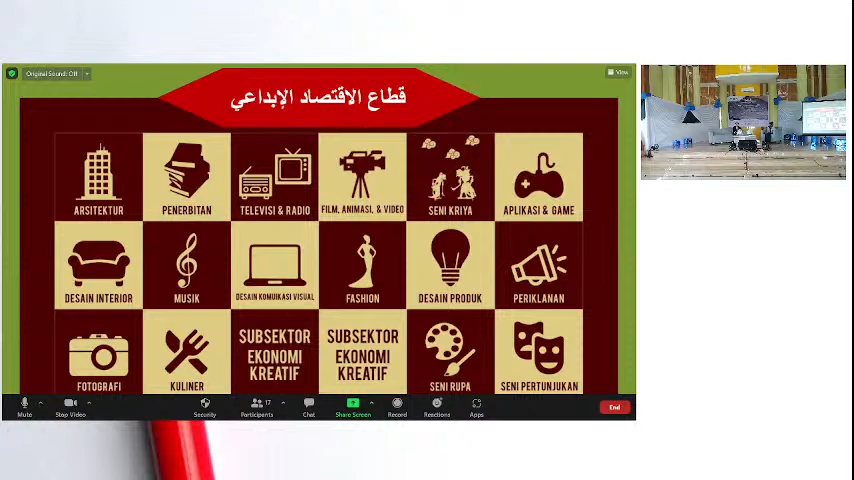 Original Sound: Off
View
قطاع الاقتصاد الإبداعي
ARSITEKTUR
PENERBITAN
TELEVISI & RADIO
FILM, ANIMASI, & VIDEO
SENI KRIYA
APLIKASI & GAME
DESAIN INTERIOR
MUSIK
DESAIN KOMUIKASI VISUAL
FASHION
DESAIN PRODUK
PERIKLANAN
FOTOGRAFI
KULINER
SUBSEKTOR
EKONOMI
KREATIF
SUBSEKTOR
EKONOMI
KREATIF
SENI RUPA
SENI PERTUNJUKAN
Mute
Stop Video
Security
17
Participants
Chat
Share Screen
Record
Reactions
Apps
End